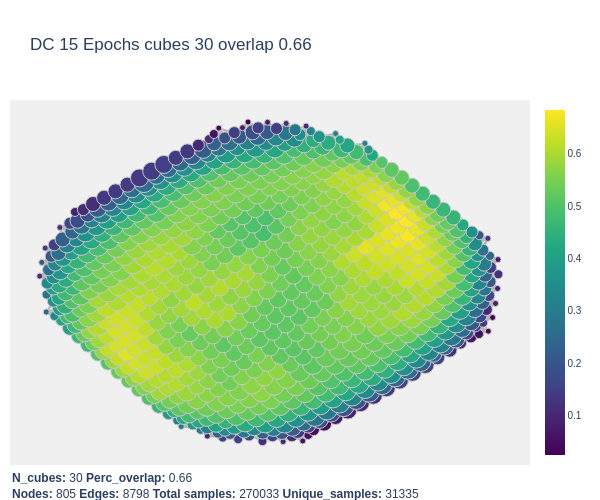 DC 15 Epochs cubes 30 overlap 0.66
0.6
0.5
0.4
0.3
0.2
0.1
N_cubes: 30 Perc_overlap: 0.66
Nodes: 805 Edges: 8798 Total samples: 270033 Unique_samples: 31335